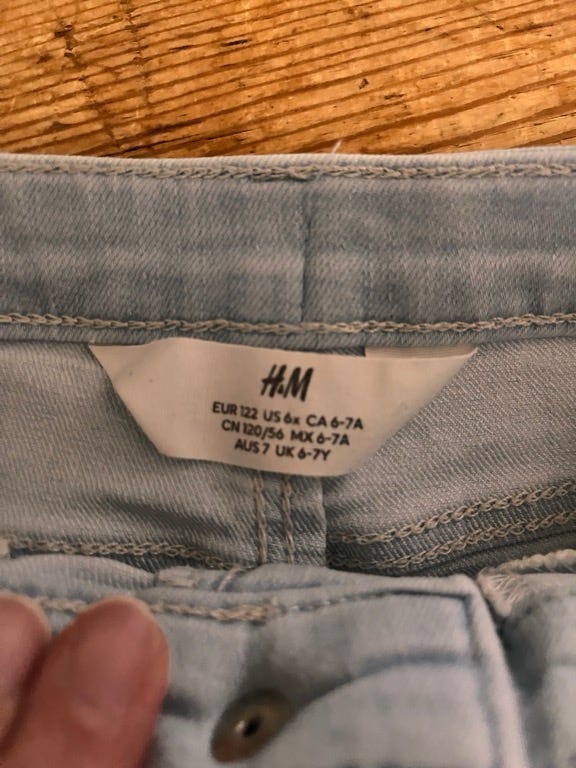 H&M
EUR 122 US 6x CA 6-7A
CN 120/56 MX 6-7A
AUS 7 UK 6-7Y